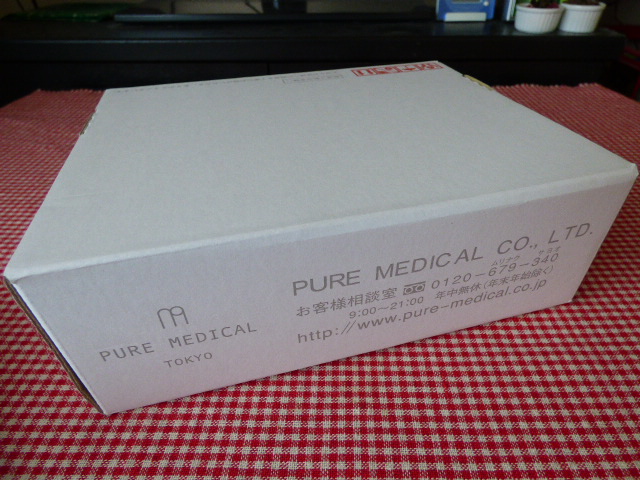 PURE MEDICAL
TOKYO
PURE MEDICAL CO., LTD.
お客様相談室 0120-679-340
9:00~21:00 年中無休(年末年始除く)
http://www.pure-medical.co.jp